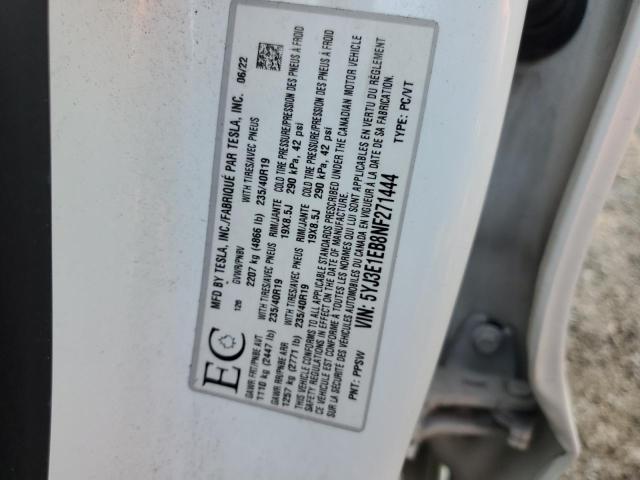 MFD BY TESLA, INC./FABRIQUÉ PAR TESLA, INC. 06/22
EC 126 GVWR/PNBV
2207 kg (4866 lb)
GAWR FRT/PNBE AVT WITH TIRES/AVEC PNEUS RIM/JANTE COLD TIRE PRESSURE/PRESSION DES PNEUS À FROID
1110 kg (2447 lb) 235/40R19 19X8.5J 290 kPa, 42 psi
GAWR RR/PNBE ARR WITH TIRES/AVEC PNEUS RIM/JANTE COLD TIRE PRESSURE/PRESSION DES PNEUS À FROID
1257 kg (2771 lb) 235/40R19 19X8.5J 290 kPa, 42 psi
THIS VEHICLE CONFORMS TO ALL APPLICABLE STANDARDS PRESCRIBED UNDER THE CANADIAN MOTOR VEHICLE
SAFETY REGULATIONS IN EFFECT ON THE DATE OF MANUFACTURE.
CE VÉHICULE EST CONFORME À TOUTES LES NORMES QUI LUI SONT APPLICABLES EN VERTU DU RÈGLEMENT
SUR LA SÉCURITÉ DES VÉHICULES AUTOMOBILES DU CANADA EN VIGUEUR À LA DATE DE SA FABRICATION.
VIN: 5YJ3E1EB8NF271444
PNT: PPSW TYPE: PC/VT